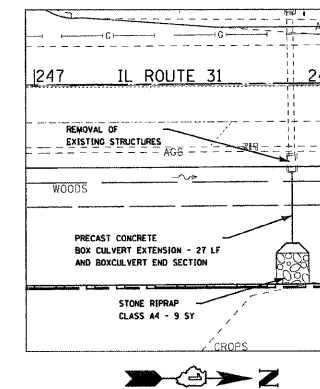 G G
247 IL ROUTE 31 24
REMOVAL OF
EXISTING STRUCTURES
AGG
WOODS
PRECAST CONCRETE
BOX CULVERT EXTENSION - 27 LF
AND BOXCULVERT END SECTION
STONE RIPRAP
CLASS A4 - 9 SY
CROPS
N